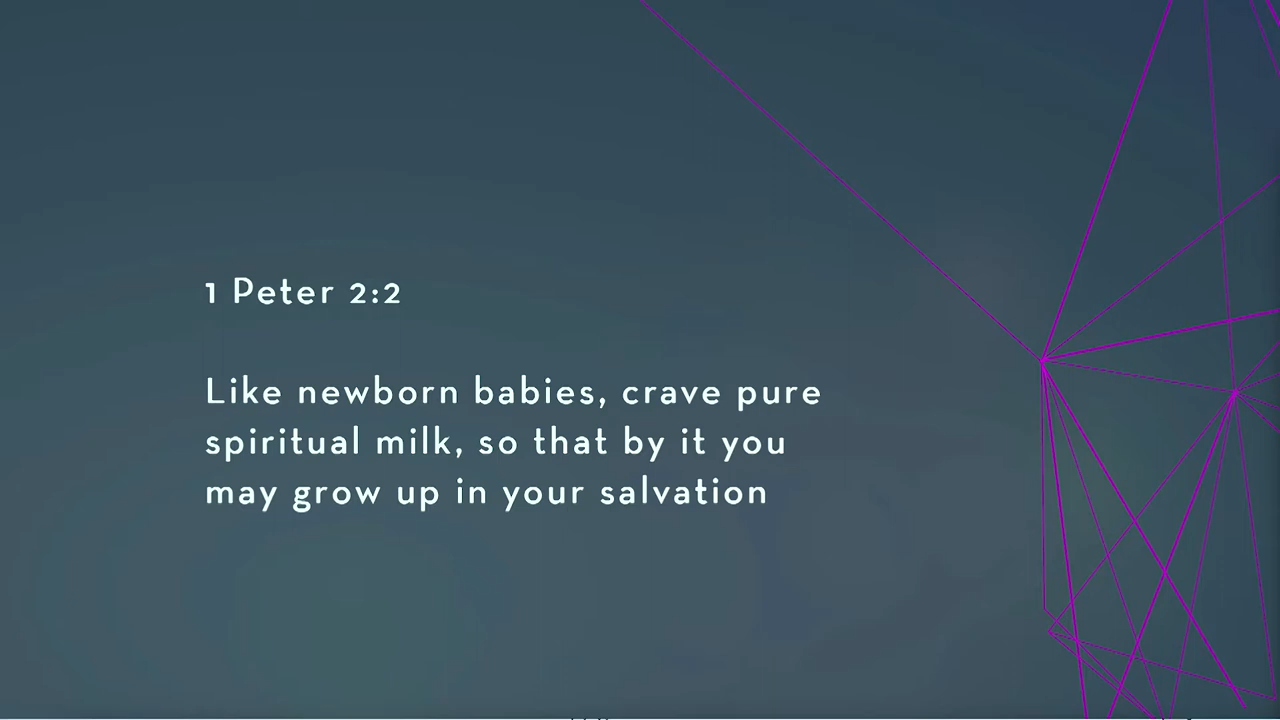 1 Peter 2:2
Like newborn babies, crave pure
spiritual milk, so that by it you
may grow up in your salvation